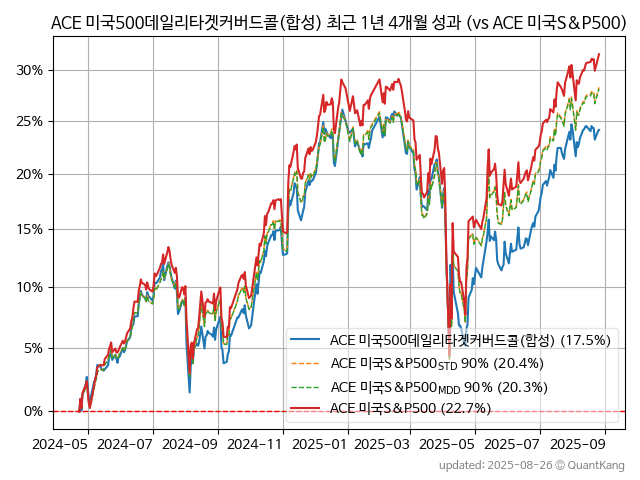 ACE 미국500데일리타겟커버드콜(합성) 최근 1년 4개월 성과 (vs ACE 미국S&P500)
30%
25%
20%
15%
10%
5%
0%
ACE 미국500데일리타겟커버드콜(합성) (17.5%)
ACE 미국S&P500STD 90% (20.4%)
ACE 미국S&P500MDD 90% (20.3%)
ACE 미국S&P500 (22.7%)
2024-05 2024-07 2024-09 2024-11 2025-01 2025-03 2025-05 2025-07 2025-09
updated: 2025-08-26 © QuantKang